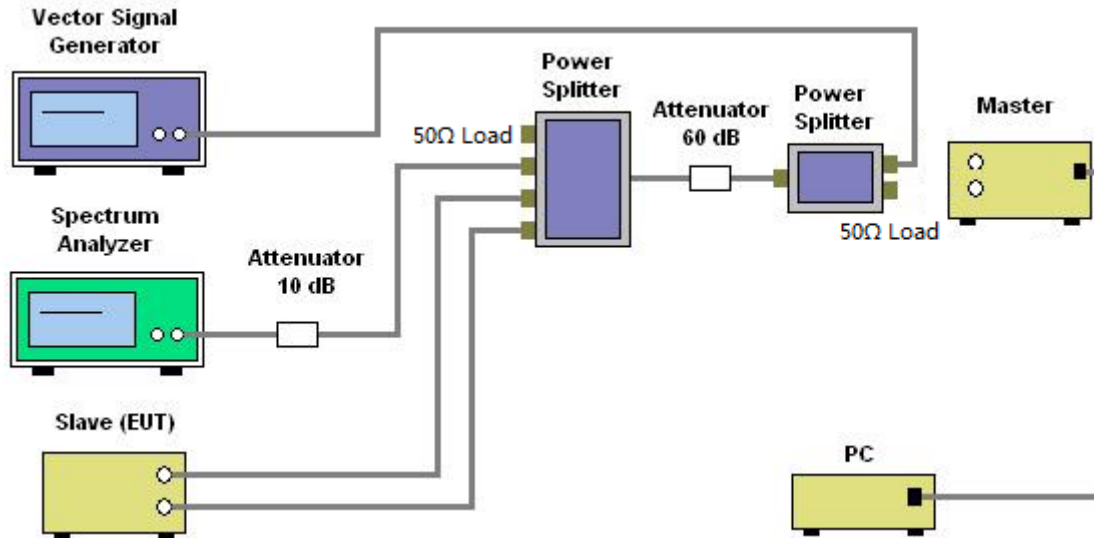 Vector Signal
Generator
Power
Splitter
50Ω Load
Attenuator
60 dB
Power
Splitter
Master
50Ω Load
Spectrum
Analyzer
Attenuator
10 dB
Slave (EUT)
PC